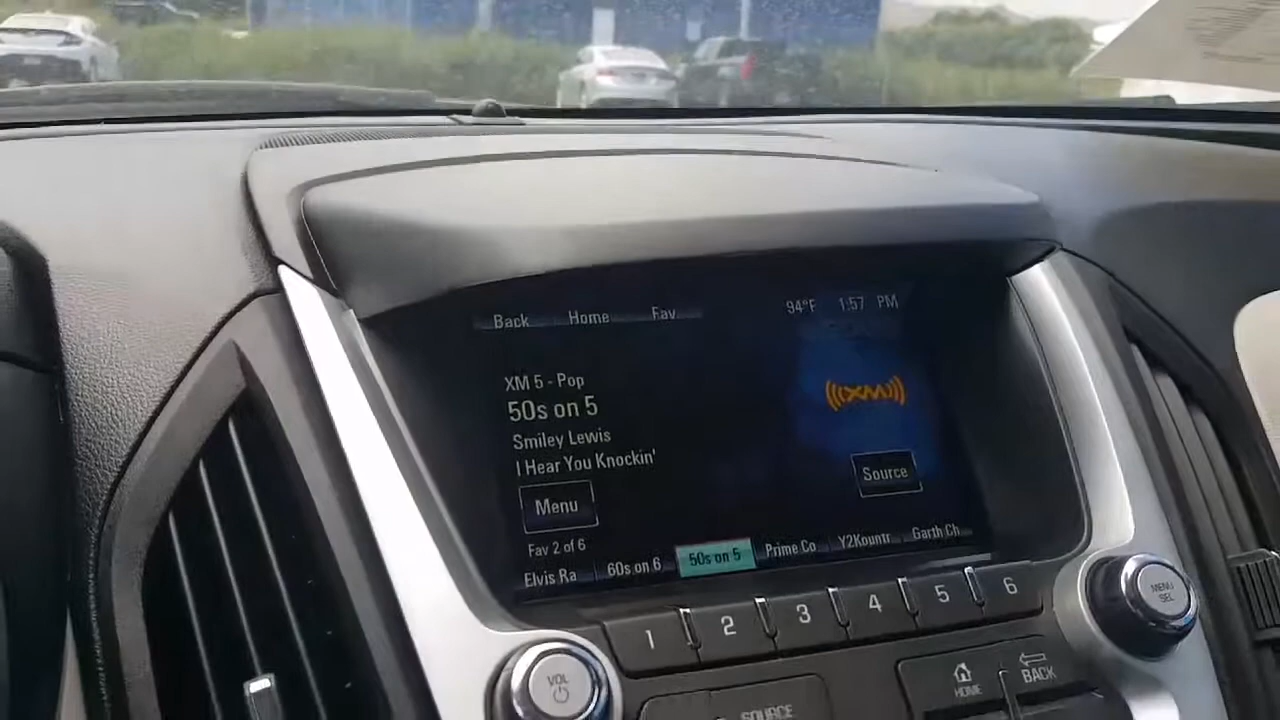 Back Home Fav 94°F 1:57 PM
XM 5 - Pop
50s on 5
((XM))
Smiley Lewis
I Hear You Knockin'
Source
Menu
Fav 2 of 6
Elvis Ra 60s on 6 50s on 5 Prime Co Y2Kountr Garth Ch
1 2 3 4 5 6
MENU
SEL
VOL
HOME BACK
SOURCE